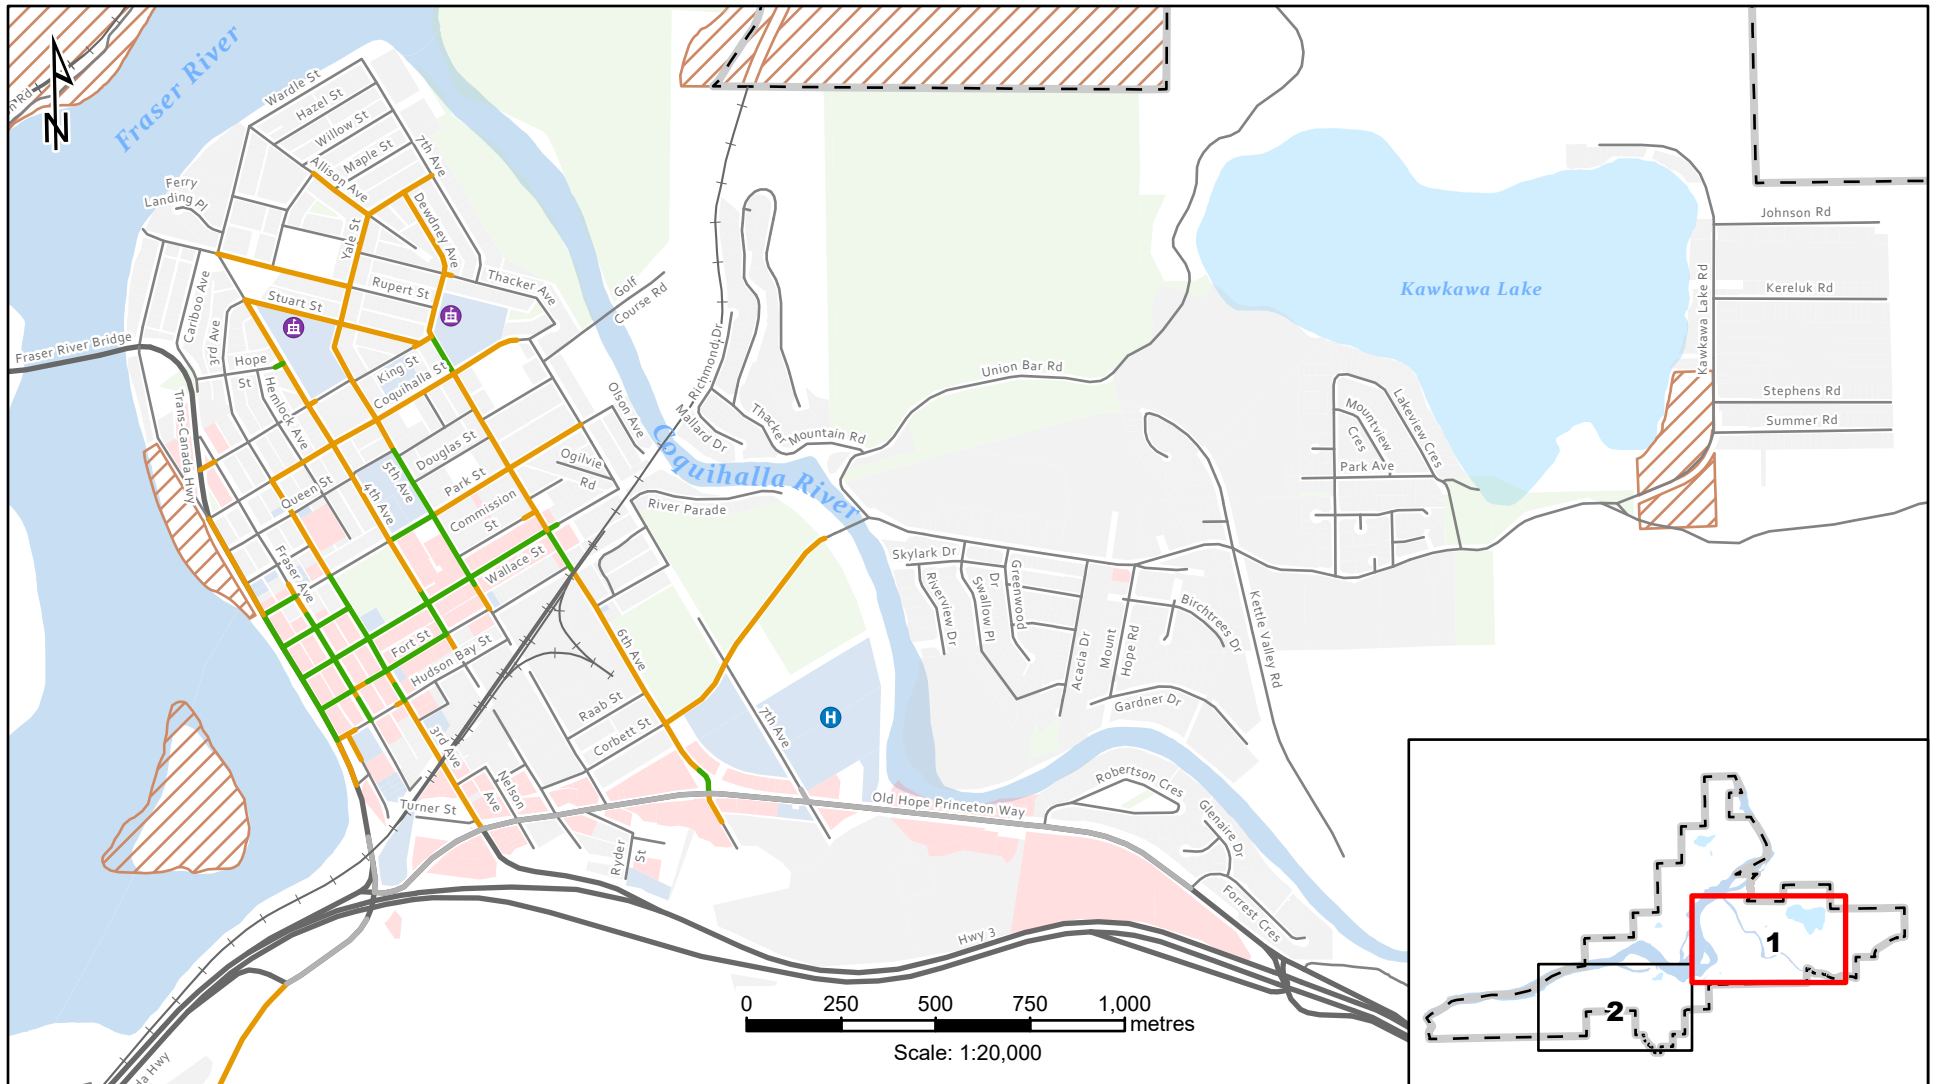 Fraser River
n Rd
N
Wardle St
Hazel St
Willow St
Maple St
7th Ave
Allison Ave
Ferry
Landing Pl
Dewdney Ave
Yale St
Cariboo Ave
Stuart St
Rupert St
Thacker Ave
Golf
Course Rd
3rd Ave
Fraser River Bridge
Hope
St
King St
Coquihalla St
Hemlock Ave
Trans-Canada Hwy
Richmond Dr
Olson Ave
Mallard Dr
Thacker
Mountain Rd
Union Bar Rd
Kawkawa Lake
Kawkawa Lake Rd
Johnson Rd
Kereluk Rd
Stephens Rd
Summer Rd
Mountview
Cres
Lakeview Cres
Park Ave
Coquihalla River
Douglas St
5th Ave
Park St
Ogilvie
Rd
Queen St
4th Ave
Commission
St
River Parade
Wallace St
Fraser Ave
Fort St
Hudson Bay St
6th Ave
Skylark Dr
Riverview Dr
Swallow Pl
Greenwood
Dr
Acacia Dr
Mount
Hope Rd
Birchtrees Dr
Kettle Valley Rd
Gardner Dr
Raab St
Corbett St
7th Ave
H
3rd Ave
Nelson
Ave
Turner St
Old Hope Princeton Way
Robertson Cres
Glenaire Dr
Ryder
St
Forrest Cres
Hwy 3
da Hwy
0 250 500 750 1,000
metres
Scale: 1:20,000
1
2